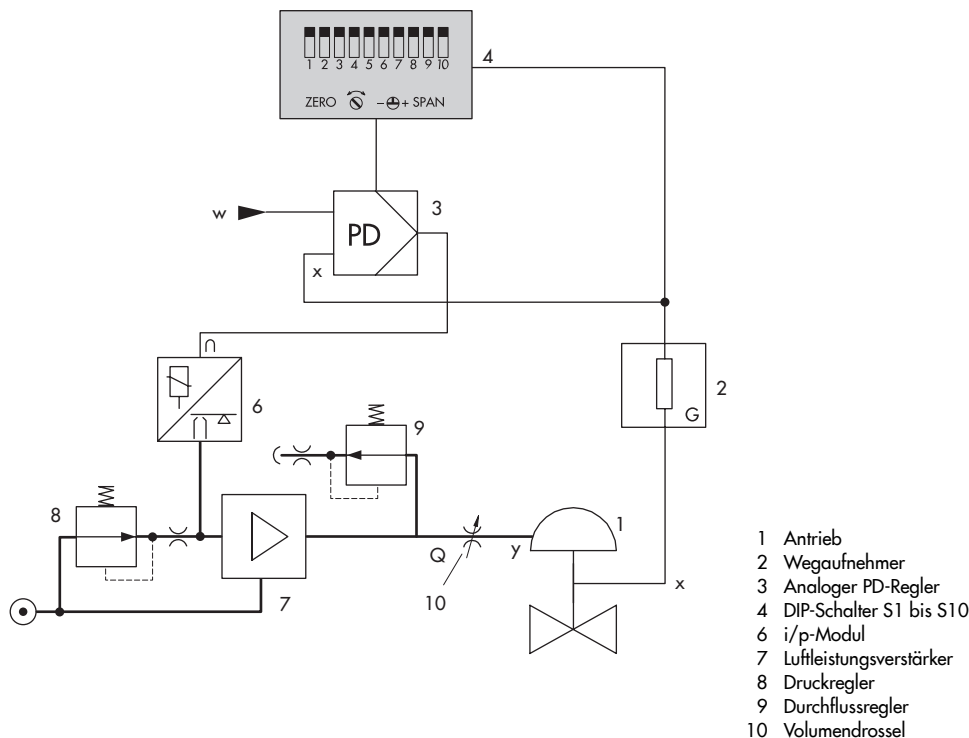 4
1 2 3 4 5 6 7 8 9 10
ZERO - + SPAN
w
3
PD
x
2
G
6
9
8
1
Q
y
10
7
x
1 Antrieb
2 Wegaufnehmer
3 Analoger PD-Regler
4 DIP-Schalter S1 bis S10
6 i/p-Modul
7 Luftleistungsverstärker
8 Druckregler
9 Durchflussregler
10 Volumendrossel